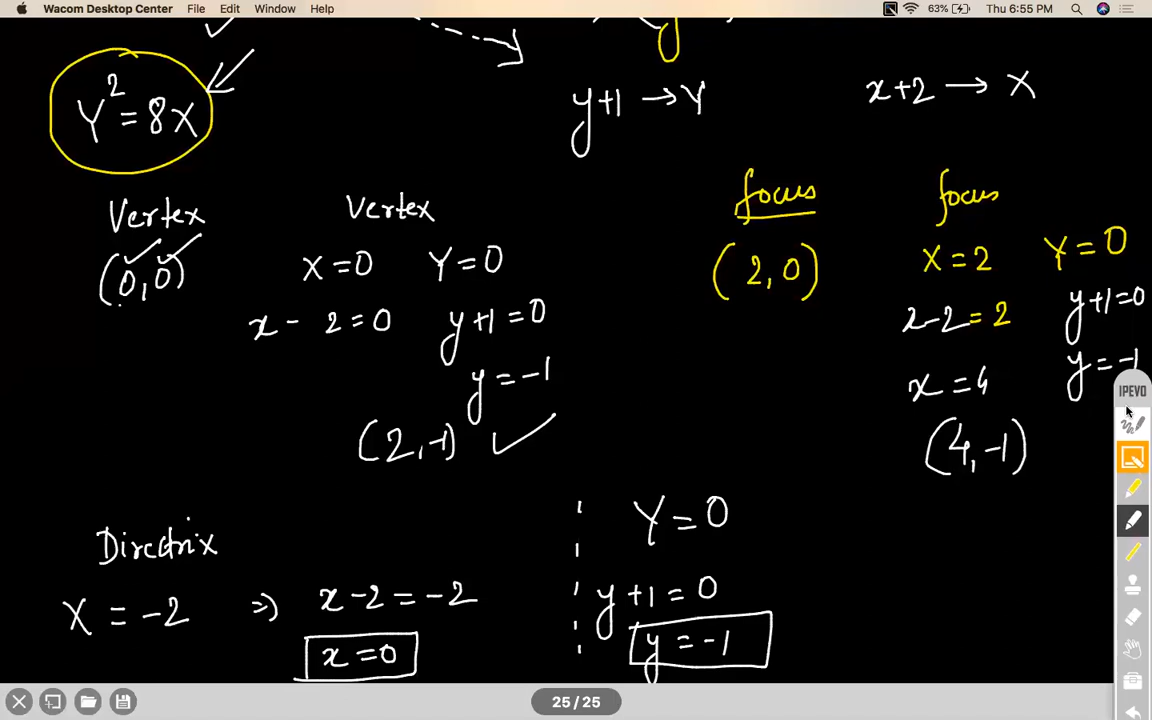 Wacom Desktop Center File Edit Window Help 63% Thu 6:55 PM
Y² = 8X
y+1 → Y
x+2 → X
Vertex
(0,0)
Vertex
X=0 Y=0
x - 2=0 y+1=0
y=-1
(2,-1)
focus
(2,0)
focus
X=2 Y=0
x-2=2 y+1=0
x=4 y=-1
(4,-1)
Directrix
X = -2 ⇒ x-2=-2
x=0
Y=0
y+1=0
y=-1
IPEVO
25/25